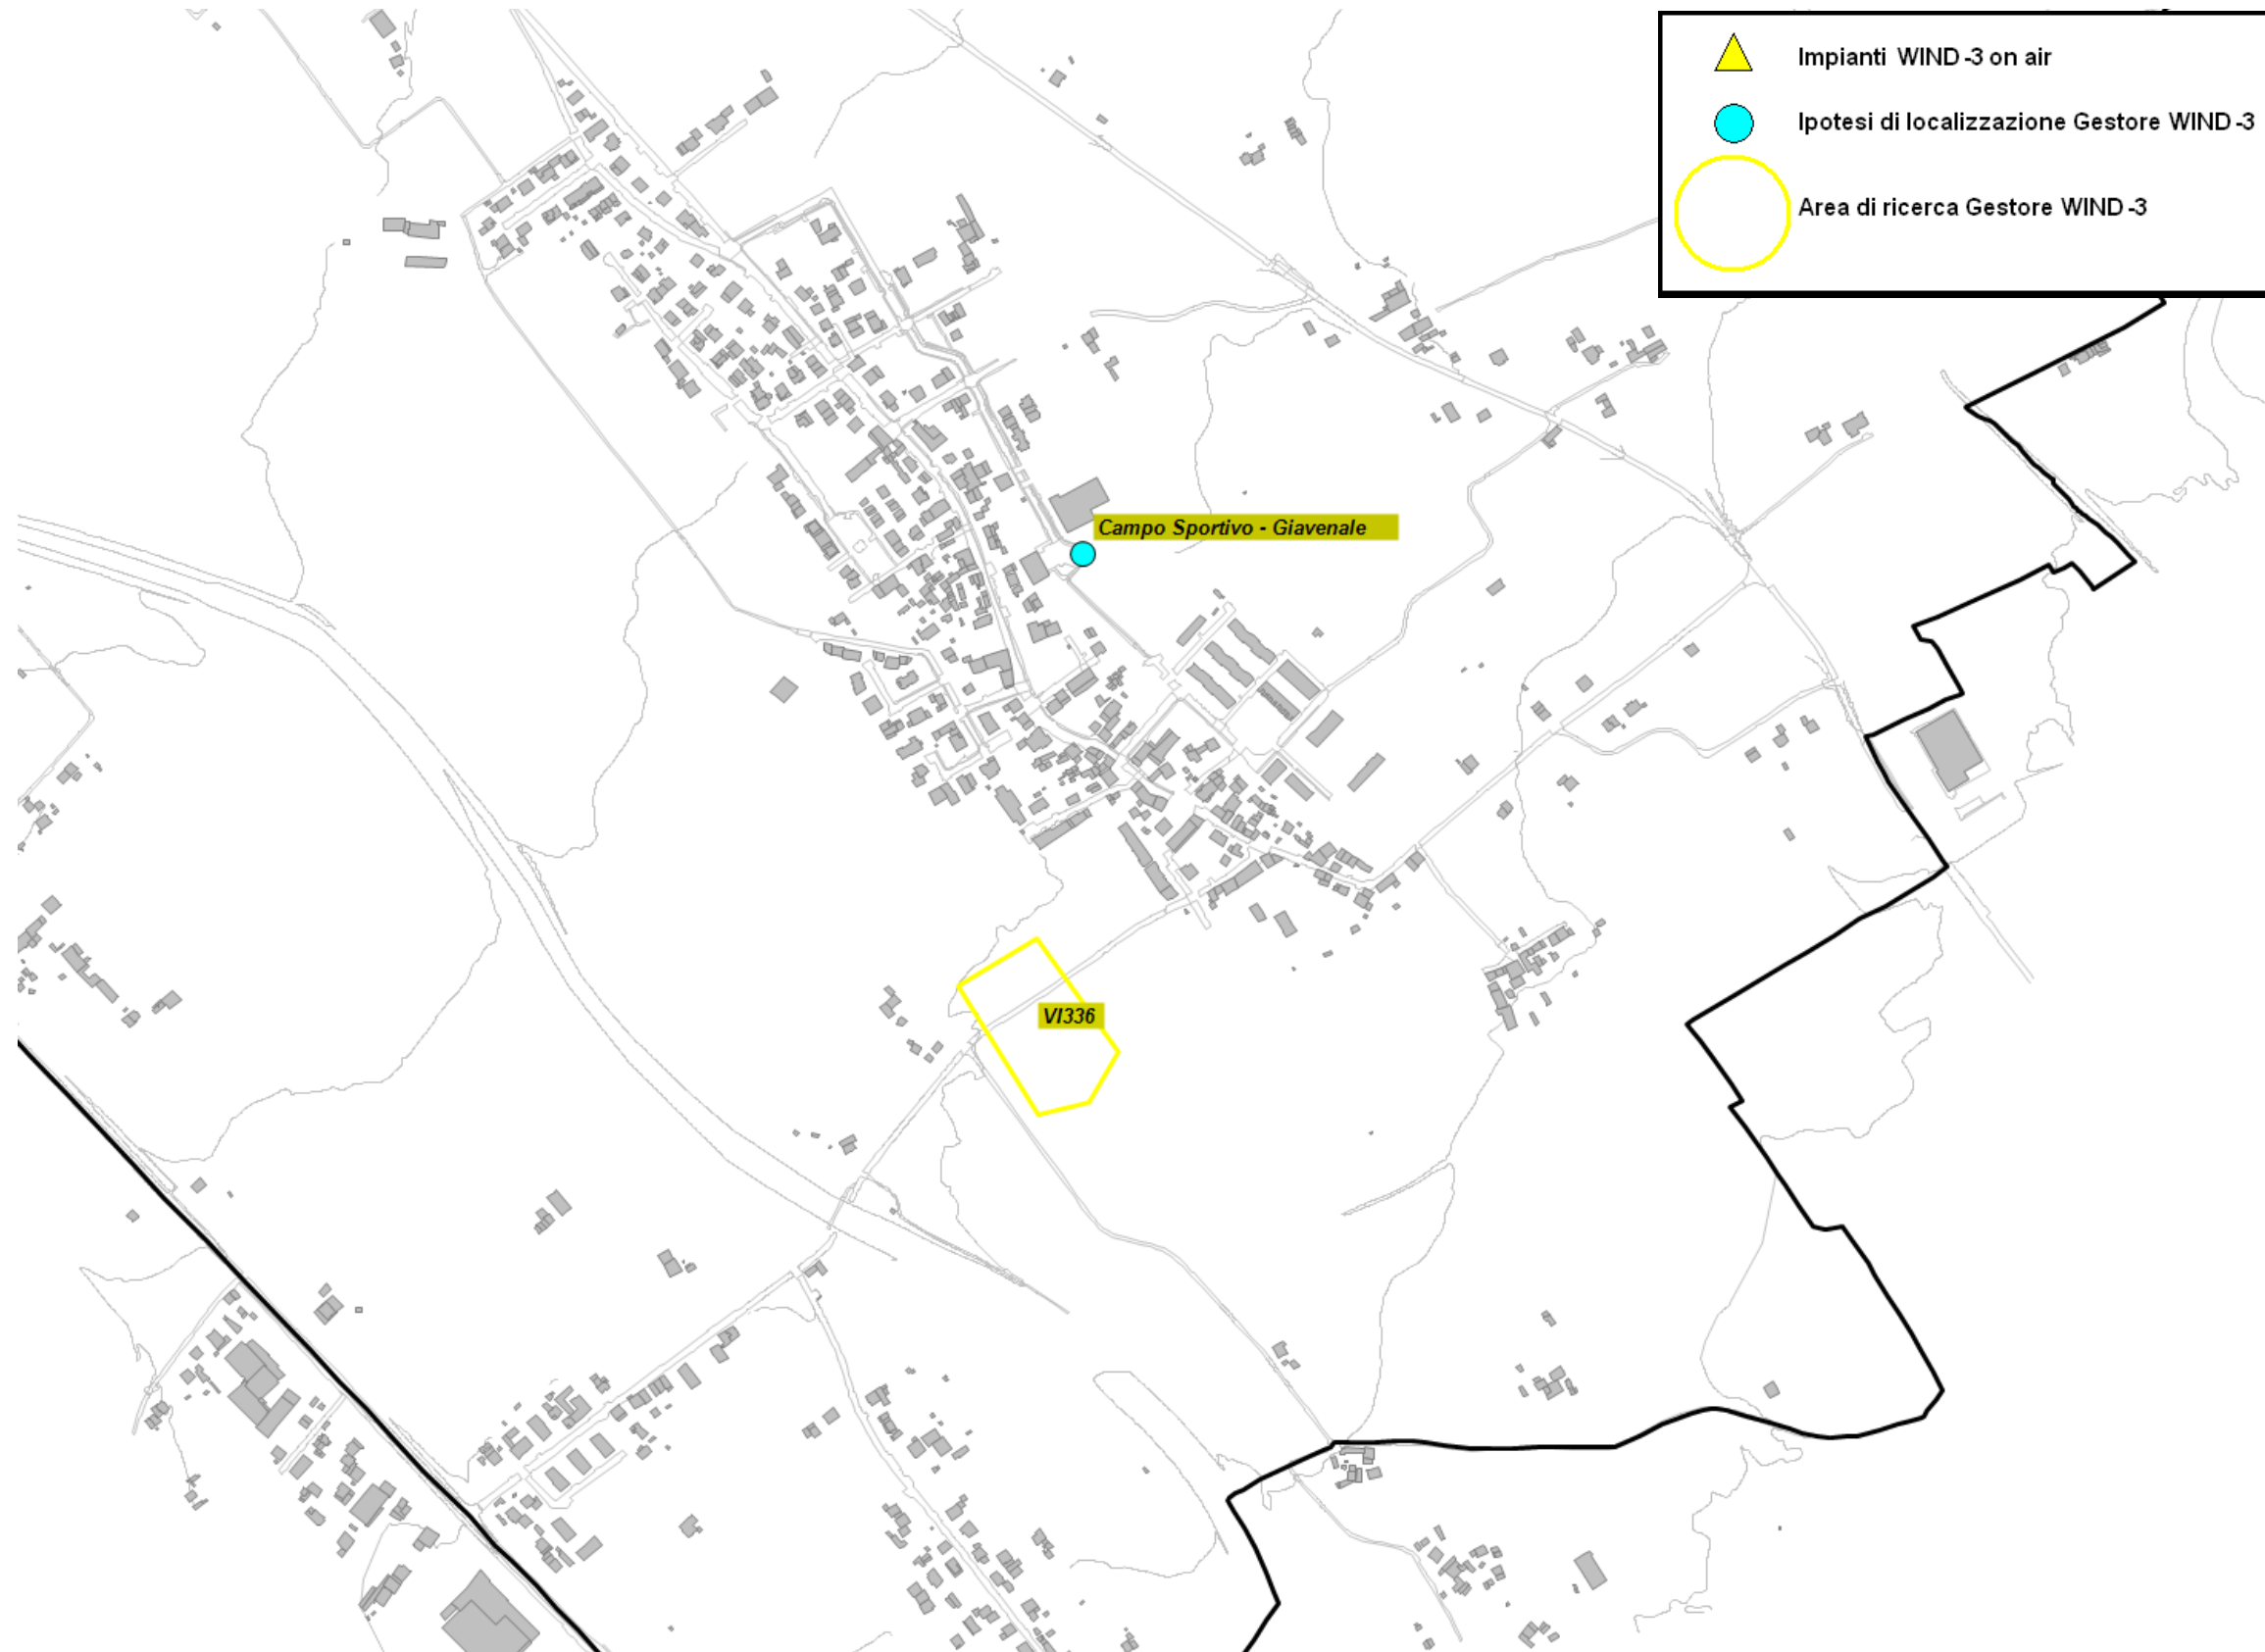 Impianti WIND-3 on air
Ipotesi di localizzazione Gestore WIND-3
Area di ricerca Gestore WIND-3
Campo Sportivo - Giavenale
VI336